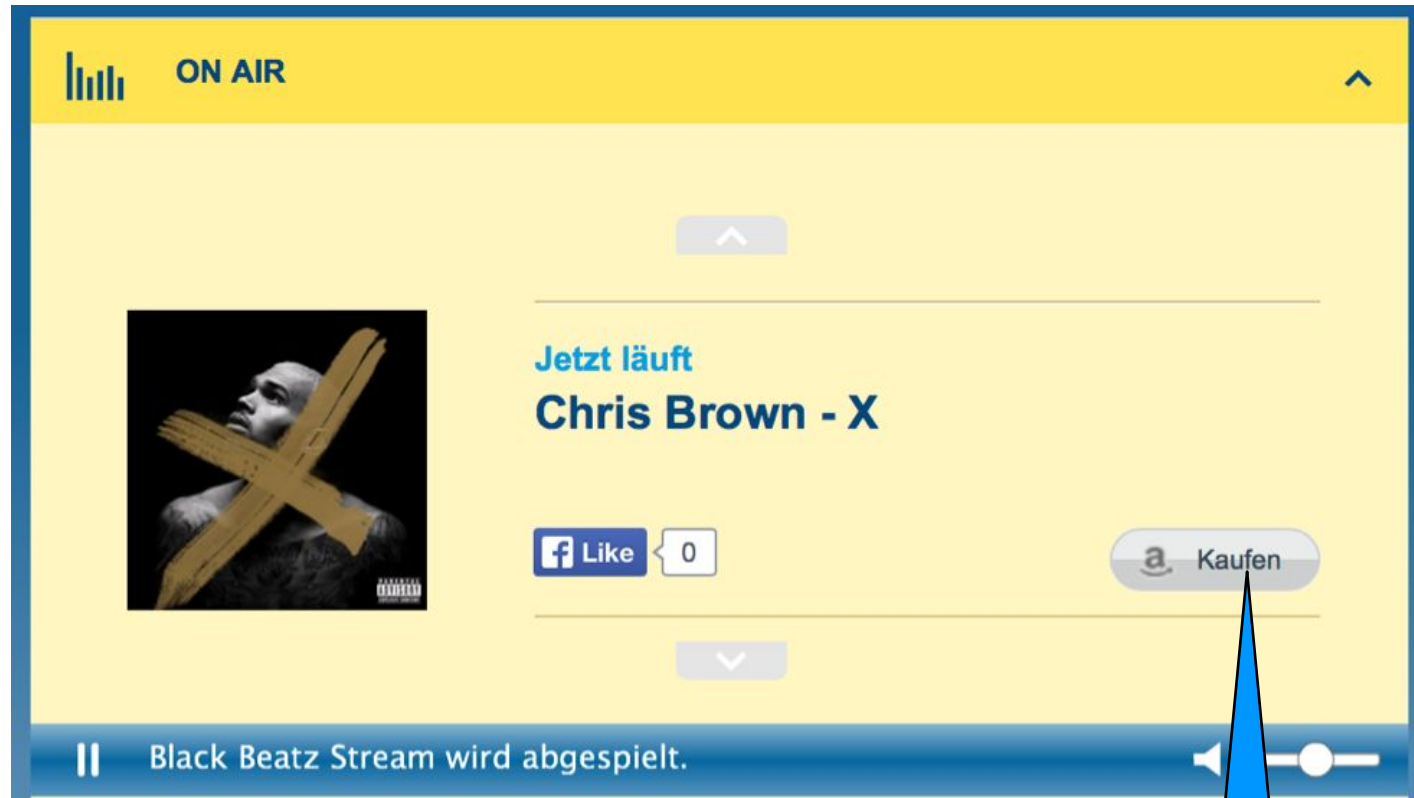 ON AIR
Jetzt läuft
Chris Brown - X
Like 0
a Kaufen
Black Beatz Stream wird abgespielt.